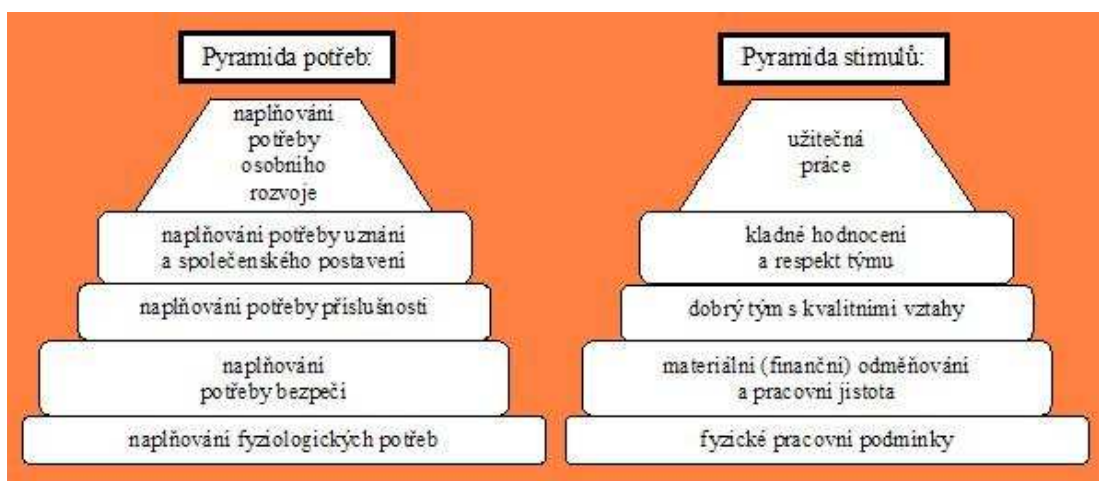 Pyramida potřeb:
naplňování
potřeby
osobního
rozvoje
naplňování potřeby uznání
a společenského postavení
naplňování potřeby příslušnosti
naplňování
potřeby bezpečí
naplňování fyziologických potřeb
Pyramida stimulů:
užitečná
práce
kladné hodnocení
a respekt týmu
dobrý tým s kvalitními vztahy
materiální (finanční) odměňování
a pracovní jistota
fyzické pracovní podmínky